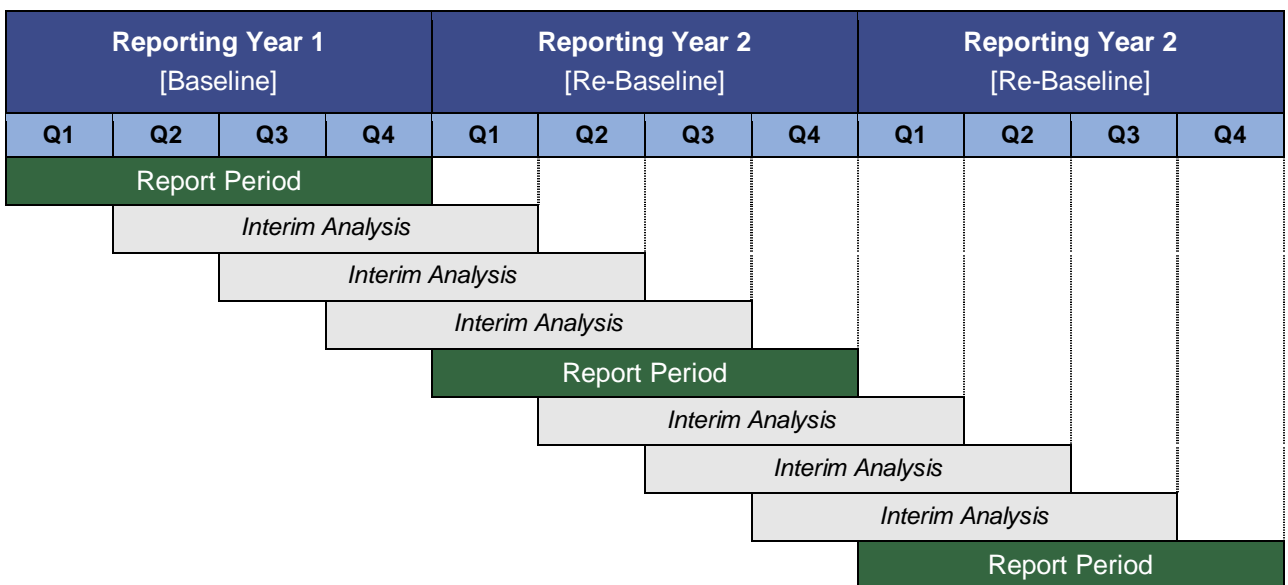 Reporting Year 1
[Baseline]
Reporting Year 2
[Re-Baseline]
Reporting Year 2
[Re-Baseline]
Q1 Q2 Q3 Q4 Q1 Q2 Q3 Q4 Q1 Q2 Q3 Q4
Report Period
Interim Analysis
Interim Analysis
Interim Analysis
Report Period
Interim Analysis
Interim Analysis
Interim Analysis
Report Period